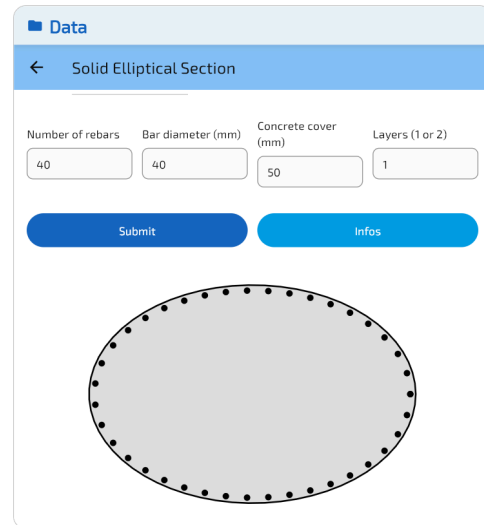 Data
Solid Elliptical Section
Number of rebars
Bar diameter (mm)
Concrete cover
(mm)
Layers (1 or 2)
40
40
50
1
Submit
Infos